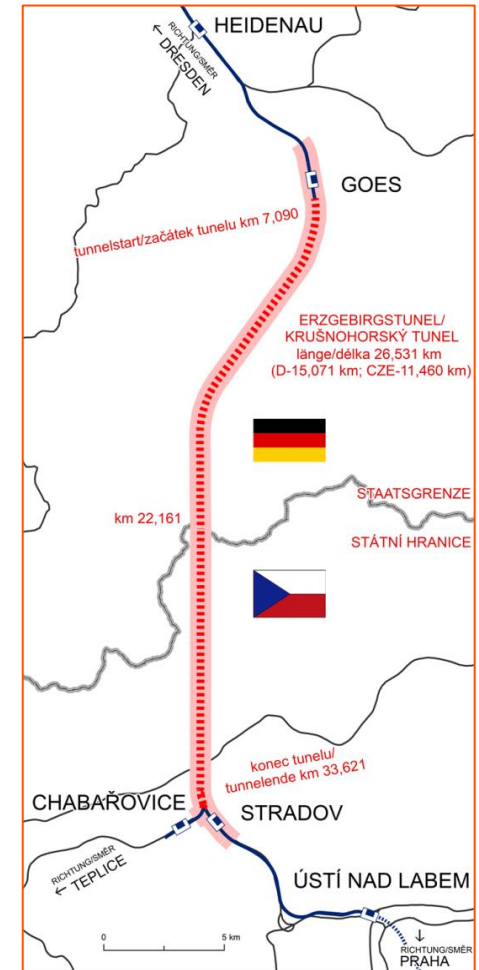 HEIDENAU
RICHTUNG/SMĚR
← DRESDEN
GOES
tunnelstart/začátek tunelu km 7,090
ERZGEBIRGSTUNEL/
KRUŠNOHORSKÝ TUNEL
länge/délka 26,531 km
(D-15,071 km; CZE-11,460 km)
STAATSGRENZE
km 22,161
STÁTNÍ HRANICE
konec tunelu/
tunnelende km 33,621
CHABAŘOVICE
STRADOV
RICHTUNG/SMĚR
← TEPLICE
ÚSTÍ NAD LABEM
0
5 km
↓
RICHTUNG/SMĚR
PRAHA